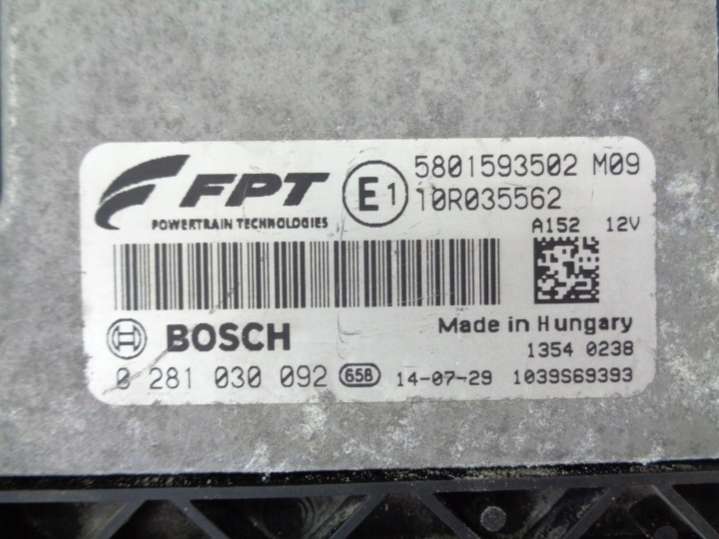 FPT
POWERTRAIN TECHNOLOGIES
E1
5801593502 M09
10R035562
A152 12V
BOSCH
Made in Hungary
1354 0238
0 281 030 092 658 14-07-29 1039S69393